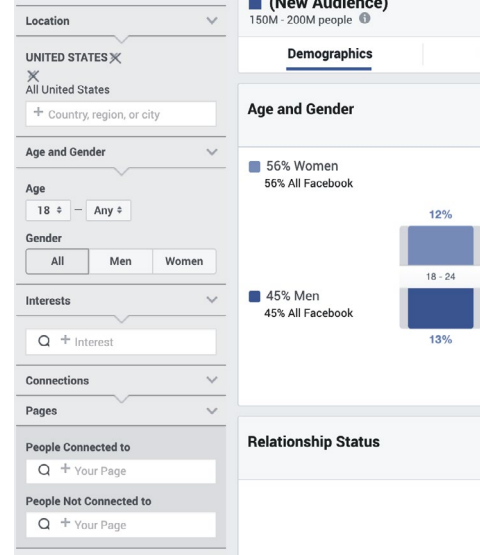 Location
UNITED STATES
All United States
+ Country, region, or city
Age and Gender
Age
18 – Any
Gender
All Men Women
Interests
+ Interest
Connections
Pages
People Connected to
+ Your Page
People Not Connected to
+ Your Page
(New Audience)
150M - 200M people
Demographics
Age and Gender
56% Women
56% All Facebook
12%
18 - 24
45% Men
45% All Facebook
13%
Relationship Status